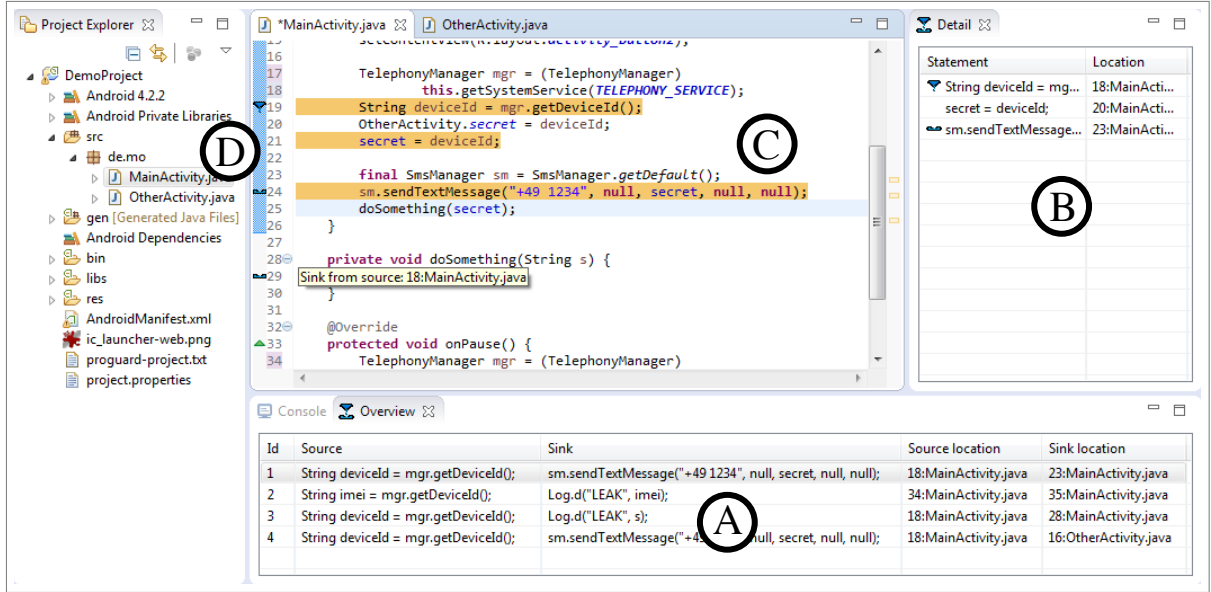 Project Explorer
DemoProject
Android 4.2.2
Android Private Libraries
src
de.mo
MainActivity.java
OtherActivity.java
gen [Generated Java Files]
Android Dependencies
bin
libs
res
AndroidManifest.xml
ic_launcher-web.png
proguard-project.txt
project.properties
D
*MainActivity.java OtherActivity.java
15 setContentView(R.layout.activity_button2);
16
17 TelephonyManager mgr = (TelephonyManager)
18 this.getSystemService(TELEPHONY_SERVICE);
19 String deviceId = mgr.getDeviceId();
20 OtherActivity.secret = deviceId;
21 secret = deviceId;
22
23 final SmsManager sm = SmsManager.getDefault();
24 sm.sendTextMessage("+49 1234", null, secret, null, null);
25 doSomething(secret);
26 }
27
28 private void doSomething(String s) {
29 Sink from source: 18:MainActivity.java
30 }
31
32 @Override
33 protected void onPause() {
34 TelephonyManager mgr = (TelephonyManager)
C
Detail
Statement Location
String deviceId = mg... 18:MainActi...
secret = deviceId; 20:MainActi...
sm.sendTextMessage... 23:MainActi...
B
Console Overview
Id Source Sink Source location Sink location
1 String deviceId = mgr.getDeviceId(); sm.sendTextMessage("+49 1234", null, secret, null, null); 18:MainActivity.java 23:MainActivity.java
2 String imei = mgr.getDeviceId(); Log.d("LEAK", imei); 34:MainActivity.java 35:MainActivity.java
3 String deviceId = mgr.getDeviceId(); Log.d("LEAK", s); 18:MainActivity.java 28:MainActivity.java
4 String deviceId = mgr.getDeviceId(); sm.sendTextMessage("+4 null, secret, null, null); 18:MainActivity.java 16:OtherActivity.java
A